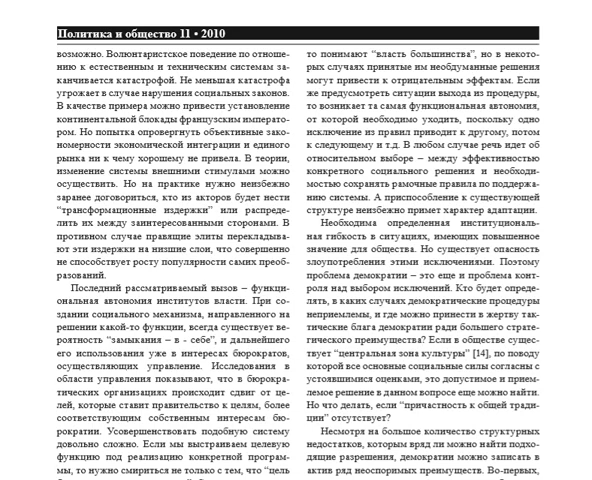 Политика и общество 11 • 2010
возможно. Волюнтаристское поведение по отноше-
нию к естественным и техническим системам за-
канчивается катастрофой. Не меньшая катастрофа
угрожает в случае нарушения социальных законов.
В качестве примера можно привести установление
континентальной блокады французским императо-
ром. Но попытка опровергнуть объективные зако-
номерности экономической интеграции и единого
рынка ни к чему хорошему не привела. В теории,
изменение системы внешними стимулами можно
осуществить. Но на практике нужно неизбежно
заранее договориться, кто из акторов будет нести
“трансформационные издержки” или распреде-
лить их между заинтересованными сторонами. В
противном случае правящие элиты перекладыва-
ют эти издержки на низшие слои, что совершенно
не способствует росту популярности самих преоб-
разований.
Последний рассматриваемый вызов – функци-
ональная автономия институтов власти. При со-
здании социального механизма, направленного на
решении какой-то функции, всегда существует ве-
роятность “замыкания – в - себе”, и дальнейшего
его использования уже в интересах бюрократов,
осуществляющих управление. Исследования в
области управления показывают, что в бюрокра-
тических организациях происходит сдвиг от це-
лей, которые ставит правительство к целям, более
соответствующим собственным интересам бю-
рократии. Усовершенствовать подобную систему
довольно сложно. Если мы выстраиваем целевую
функцию под реализацию конкретной програм-
мы, то нужно смириться не только с тем, что “цель
то понимают “власть большинства”, но в некото-
рых случаях принятые им необдуманные решения
могут привести к отрицательным эффектам. Если
же предусмотреть ситуации выхода из процедуры,
то возникает та самая функциональная автономия,
от которой необходимо уходить, поскольку одно
исключение из правил приводит к другому, потом
к следующему и т.д. В любом случае речь идет об
относительном выборе – между эффективностью
конкретного социального решения и необходи-
мостью сохранять рамочные правила по поддержа-
нию системы. А приспособление к существующей
структуре неизбежно примет характер адаптации.
Необходима определенная институциональ-
ная гибкость в ситуациях, имеющих повышенное
значение для общества. Но существует опасность
злоупотребления этими исключениями. Поэтому
проблема демократии – это еще и проблема конт-
роля над выбором исключений. Кто будет опреде-
лять, в каких случаях демократические процедуры
неприемлемы, и где можно принести в жертву так-
тические блага демократии ради большего страте-
гического преимущества? Если в обществе сущес-
твует “центральная зона культуры” [14], по поводу
которой все основные социальные силы согласны с
устоявшимися оценками, это допустимое и прием-
лемое решение в данном вопросе еще можно найти.
Но что делать, если “причастность к общей тради-
ции” отсутствует?
Несмотря на большое количество структурных
недостатков, которым вряд ли можно найти подхо-
дящие разрешения, демократии можно записать в
актив ряд неоспоримых преимуществ. Во-первых,